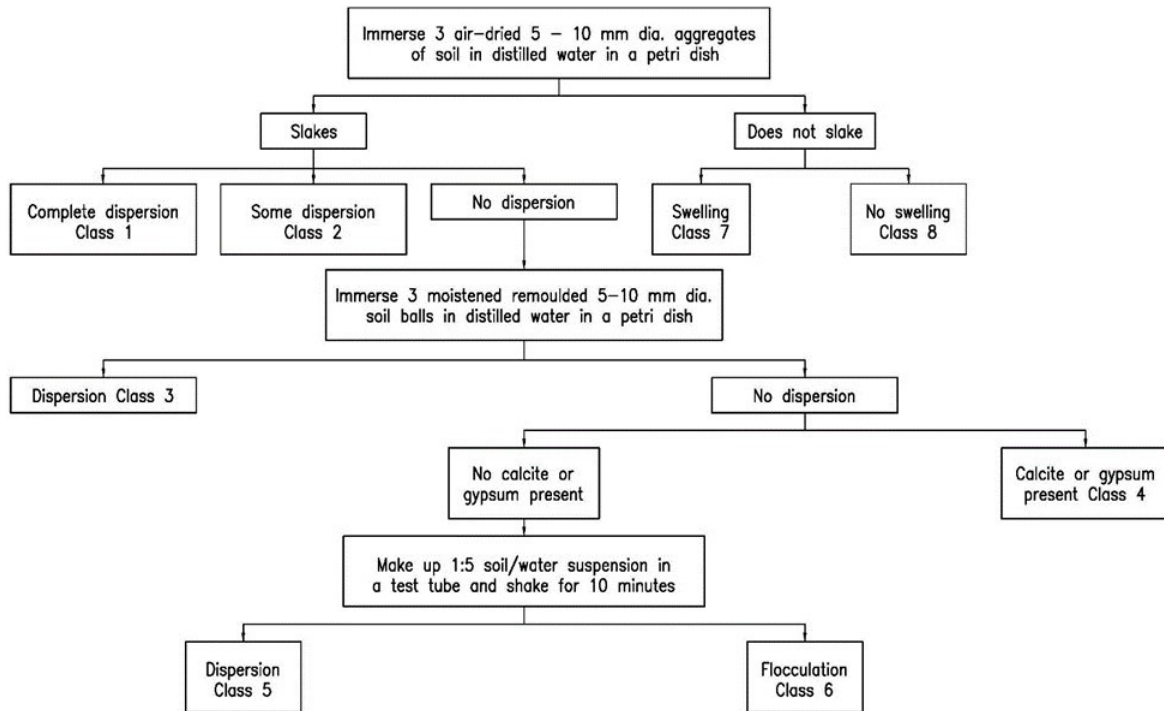 Immerse 3 air-dried 5 – 10 mm dia. aggregates
of soil in distilled water in a petri dish
Slakes
Does not slake
Complete dispersion
Class 1
Some dispersion
Class 2
No dispersion
Swelling
Class 7
No swelling
Class 8
Immerse 3 moistened remoulded 5–10 mm dia.
soil balls in distilled water in a petri dish
Dispersion Class 3
No dispersion
No calcite or
gypsum present
Calcite or gypsum
present Class 4
Make up 1:5 soil/water suspension in
a test tube and shake for 10 minutes
Dispersion
Class 5
Flocculation
Class 6